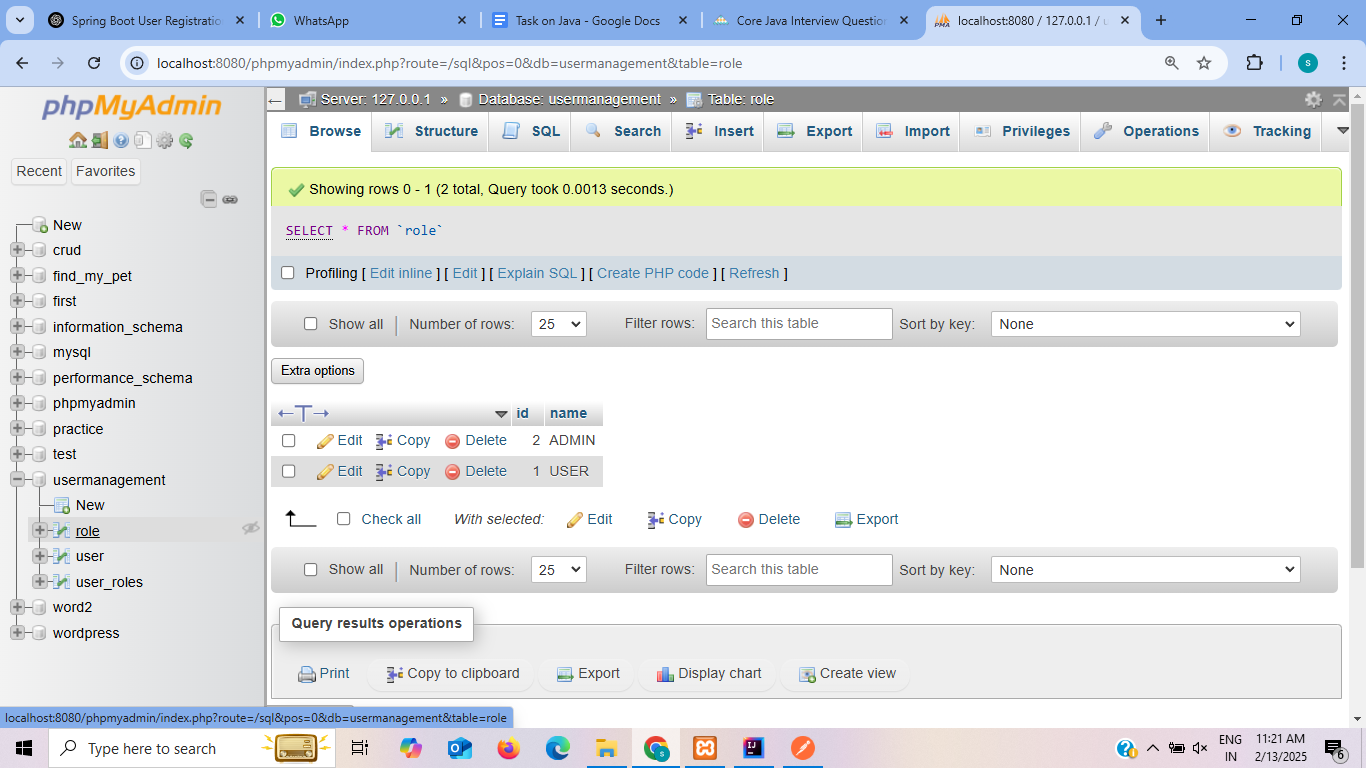 Spring Boot User Registratio
WhatsApp
Task on Java - Google Docs
Core Java Interview Question
localhost:8080 / 127.0.0.1 / u
localhost:8080/phpmyadmin/index.php?route=/sql&pos=0&db=usermanagement&table=role
s
phpMyAdmin
Recent
Favorites
New
crud
find_my_pet
first
information_schema
mysql
performance_schema
phpmyadmin
practice
test
usermanagement
New
role
user
user_roles
word2
wordpress
Server: 127.0.0.1 » Database: usermanagement » Table: role
Browse Structure SQL Search Insert Export Import Privileges Operations Tracking
Showing rows 0 - 1 (2 total, Query took 0.0013 seconds.)
SELECT * FROM `role`
Profiling [ Edit inline ] [ Edit ] [ Explain SQL ] [ Create PHP code ] [ Refresh ]
Show all | Number of rows: 25 Filter rows: Search this table Sort by key: None
Extra options
←T→ id name
Edit Copy Delete 2 ADMIN
Edit Copy Delete 1 USER
Check all With selected: Edit Copy Delete Export
Show all | Number of rows: 25 Filter rows: Search this table Sort by key: None
Query results operations
Print Copy to clipboard Export Display chart Create view
localhost:8080/phpmyadmin/index.php?route=/sql&pos=0&db=usermanagement&table=role
Type here to search
ENG
IN
11:21 AM
2/13/2025
6